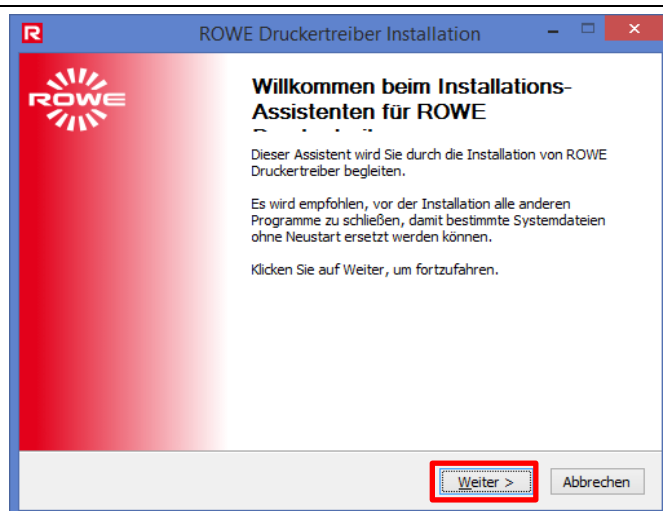 R
ROWE Druckertreiber Installation
ROWE
Willkommen beim Installations-
Assistenten für ROWE
Dieser Assistent wird Sie durch die Installation von ROWE
Druckertreiber begleiten.
Es wird empfohlen, vor der Installation alle anderen
Programme zu schließen, damit bestimmte Systemdateien
ohne Neustart ersetzt werden können.
Klicken Sie auf Weiter, um fortzufahren.
Weiter >
Abbrechen